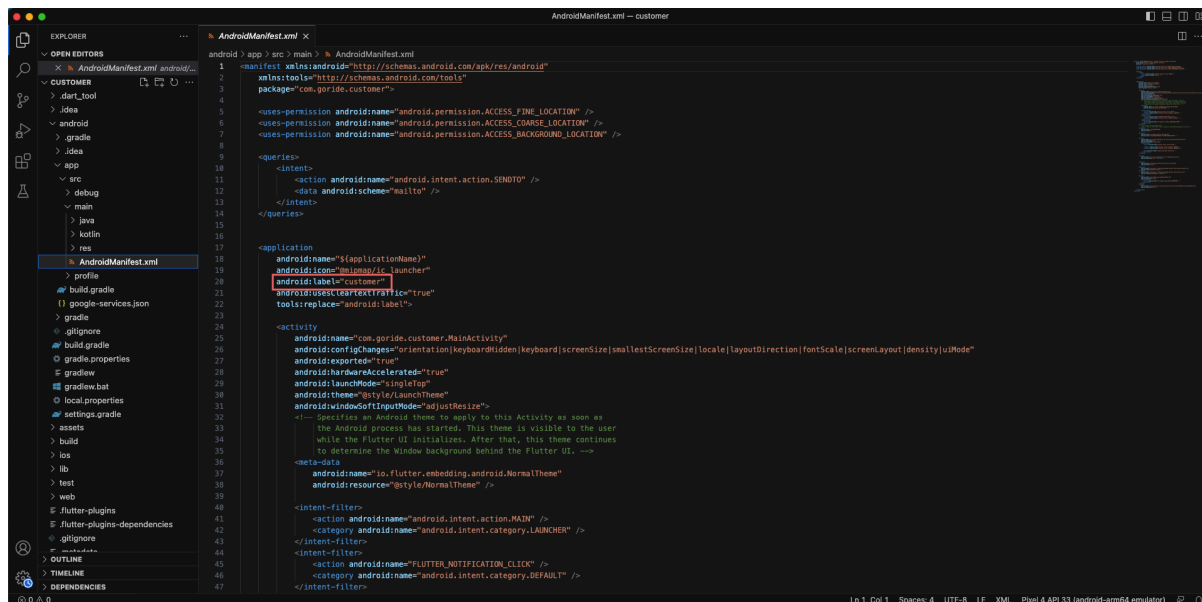 AndroidManifest.xml — customer
EXPLORER
OPEN EDITORS
AndroidManifest.xml android/...
CUSTOMER
.dart_tool
.idea
android
.gradle
.idea
app
src
debug
main
java
kotlin
res
AndroidManifest.xml
profile
build.gradle
google-services.json
gradle
.gitignore
build.gradle
gradle.properties
gradlew
gradlew.bat
local.properties
settings.gradle
assets
build
ios
lib
test
web
.flutter-plugins
.flutter-plugins-dependencies
.gitignore
.metadata
OUTLINE
TIMELINE
DEPENDENCIES
AndroidManifest.xml
android > app > src > main > AndroidManifest.xml
1 <manifest xmlns:android="http://schemas.android.com/apk/res/android"
2 xmlns:tools="http://schemas.android.com/tools"
3 package="com.goride.customer">
4
5 <uses-permission android:name="android.permission.ACCESS_FINE_LOCATION" />
6 <uses-permission android:name="android.permission.ACCESS_COARSE_LOCATION" />
7 <uses-permission android:name="android.permission.ACCESS_BACKGROUND_LOCATION" />
8
9 <queries>
10 <intent>
11 <action android:name="android.intent.action.SENDTO" />
12 <data android:scheme="mailto" />
13 </intent>
14 </queries>
15
16
17 <application
18 android:name="${applicationName}"
19 android:icon="@mipmap/ic_launcher"
20 android:label="customer"
21 android:usesCleartextTraffic="true"
22 tools:replace="android:label">
23
24 <activity
25 android:name="com.goride.customer.MainActivity"
26 android:configChanges="orientation|keyboardHidden|keyboard|screenSize|smallestScreenSize|locale|layoutDirection|fontScale|screenLayout|density|uiMode"
27 android:exported="true"
28 android:hardwareAccelerated="true"
29 android:launchMode="singleTop"
30 android:theme="@style/LaunchTheme"
31 android:windowSoftInputMode="adjustResize">
32 <!-- Specifies an Android theme to apply to this Activity as soon as
33 the Android process has started. This theme is visible to the user
34 while the Flutter UI initializes. After that, this theme continues
35 to determine the Window background behind the Flutter UI. -->
36 <meta-data
37 android:name="io.flutter.embedding.android.NormalTheme"
38 android:resource="@style/NormalTheme" />
39
40 <intent-filter>
41 <action android:name="android.intent.action.MAIN" />
42 <category android:name="android.intent.category.LAUNCHER" />
43 </intent-filter>
44 <intent-filter>
45 <action android:name="FLUTTER_NOTIFICATION_CLICK" />
46 <category android:name="android.intent.category.DEFAULT" />
47 </intent-filter>
0 0 Ln 1, Col 1 Spaces: 4 UTF-8 LF XML Pixel 4 API 33 (android-arm64 emulator)